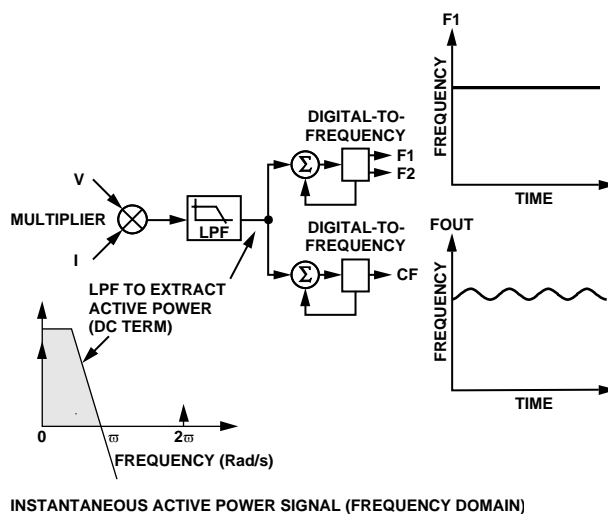 F1
FREQUENCY
TIME
DIGITAL-TO-
FREQUENCY
V
Σ
F1
F2
MULTIPLIER
LPF
I
DIGITAL-TO-
FREQUENCY
Σ
CF
FOUT
FREQUENCY
TIME
LPF TO EXTRACT
ACTIVE POWER
(DC TERM)
0
ϖ
2ϖ
FREQUENCY (Rad/s)
INSTANTANEOUS ACTIVE POWER SIGNAL (FREQUENCY DOMAIN)